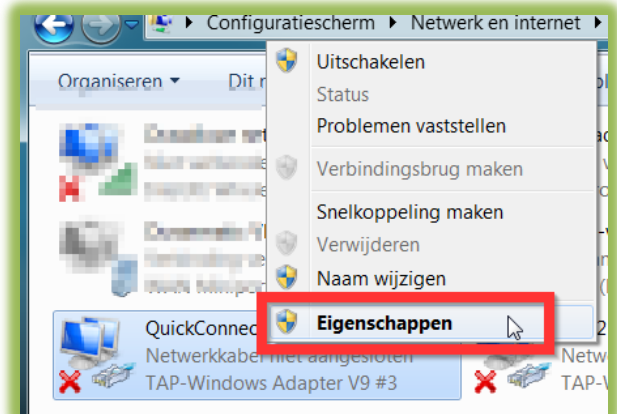 Configuratiescherm ▸ Netwerk en internet ▸
Organiseren
Dit
Uitschakelen
Status
Problemen vaststellen
Verbindingsbrug maken
Snelkoppeling maken
Verwijderen
Naam wijzigen
Eigenschappen
QuickConnec
Netwerkkabel niet aangesloten
TAP-Windows Adapter V9 #3
Netw
TAP-